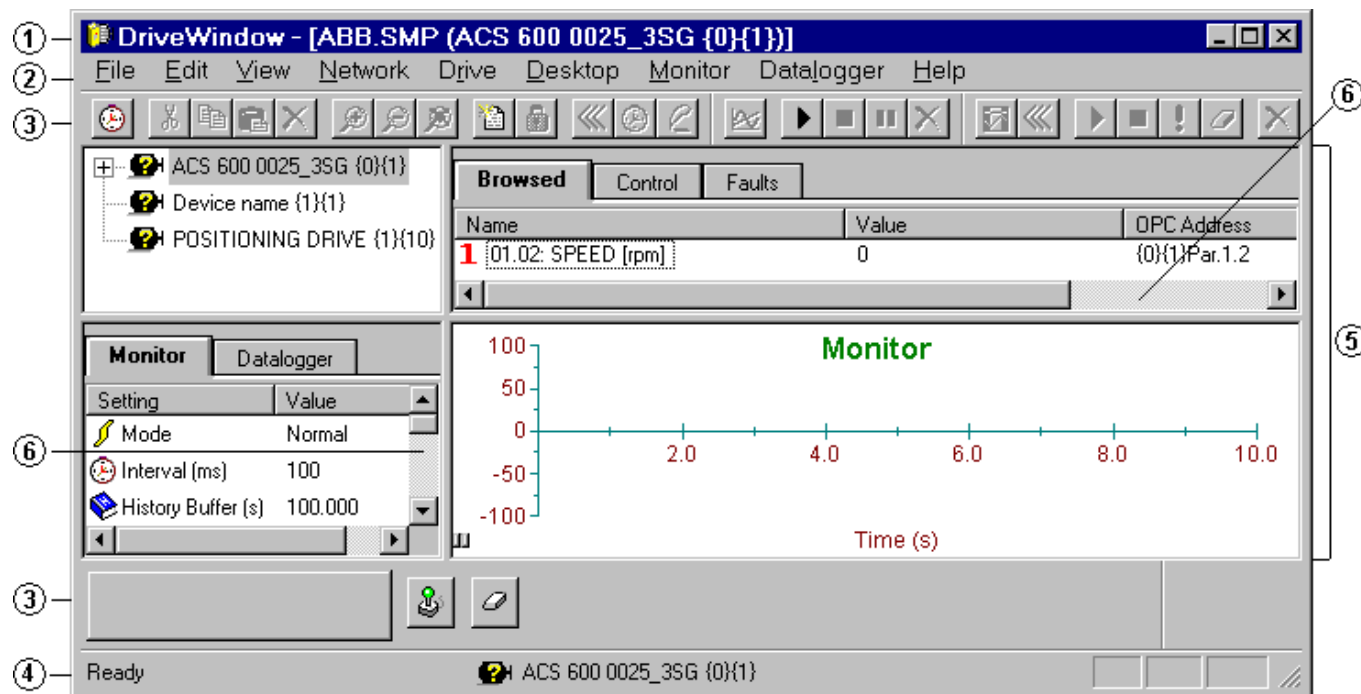 1
DriveWindow - [ABB.SMP (ACS 600 0025_3SG {0}{1})]
2
File Edit View Network Drive Desktop Monitor Datalogger Help
6
3
ACS 600 0025_3SG {0}{1}
Device name {1}{1}
POSITIONING DRIVE {1}{10}
Browsed Control Faults
Name Value OPC Address
1 01.02: SPEED [rpm] 0 {0}{1}Par.1.2
5
Monitor Datalogger
Setting Value
Mode Normal
6
Interval (ms) 100
History Buffer (s) 100.000
Monitor
100
50
0
-50
-100
2.0 4.0 6.0 8.0 10.0
Time (s)
3
4
Ready ACS 600 0025_3SG {0}{1}